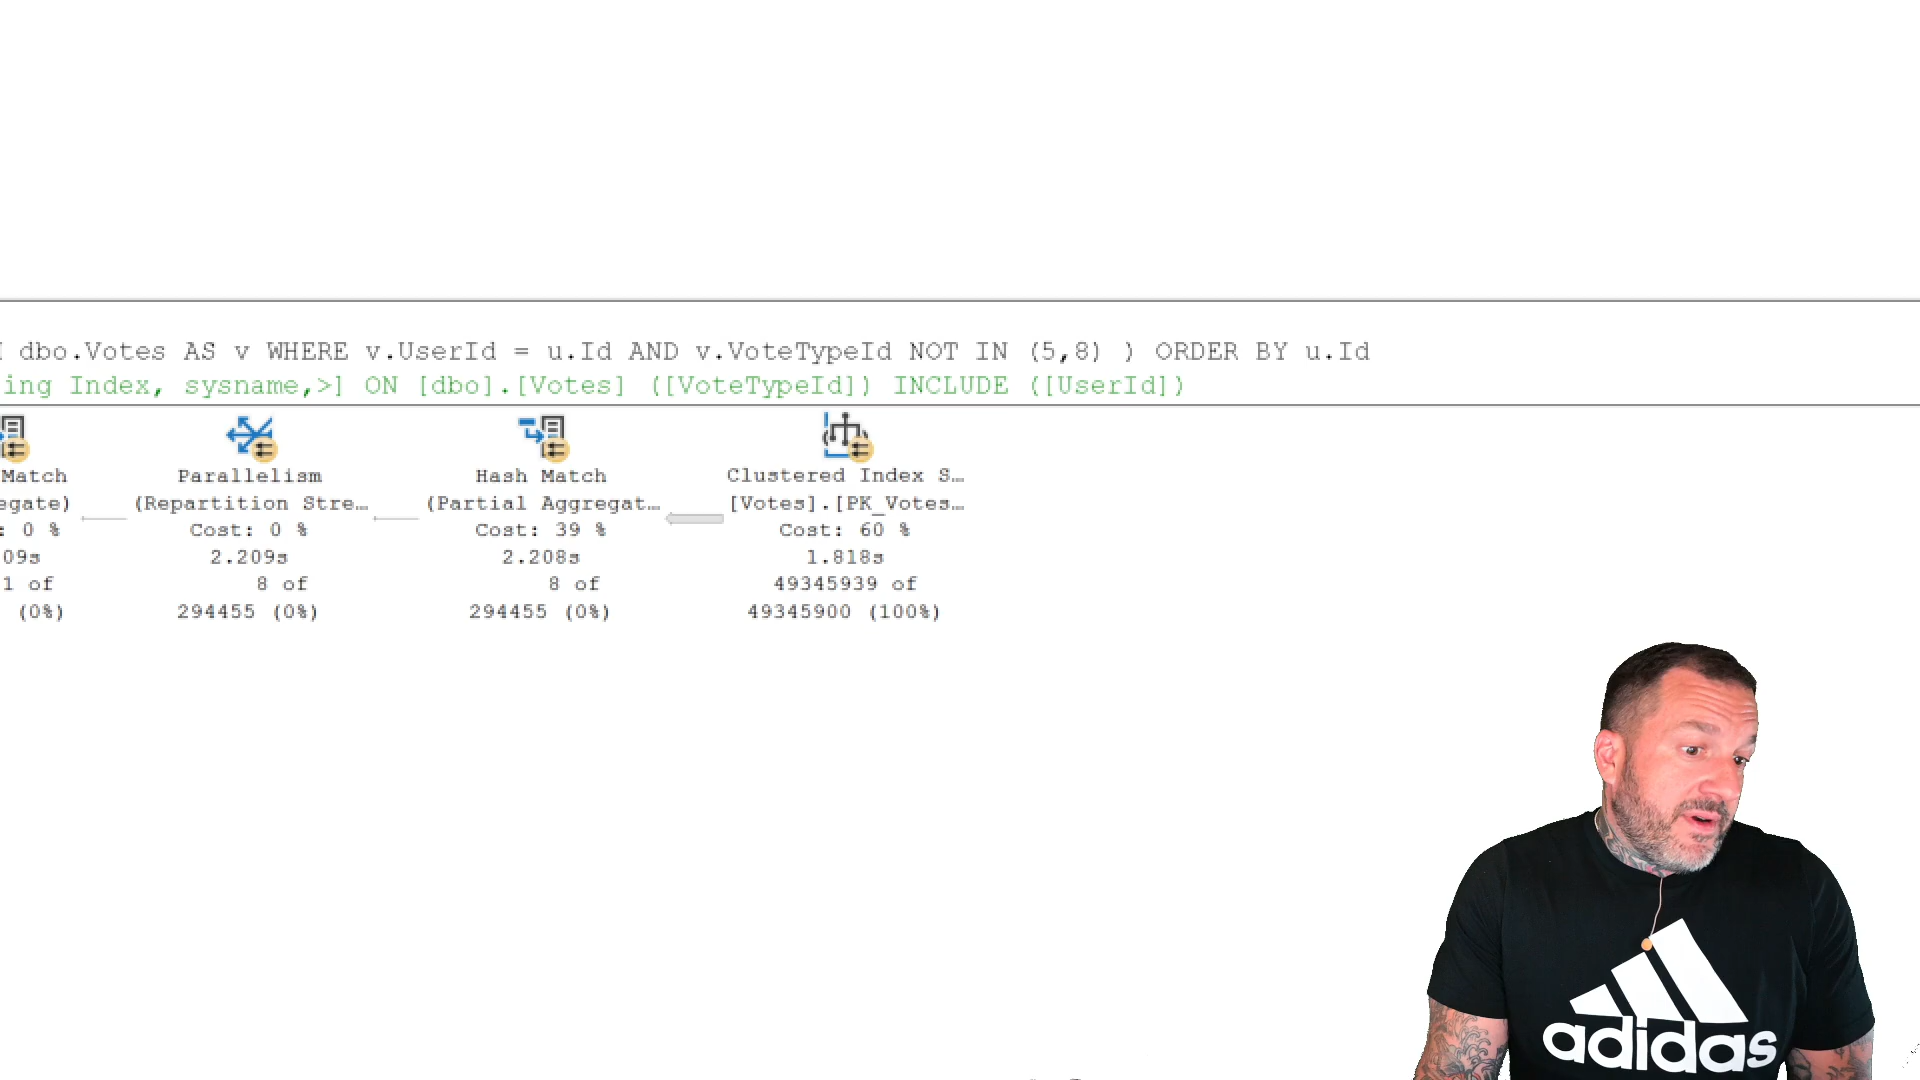 dbo.Votes AS v WHERE v.UserId = u.Id AND v.VoteTypeId NOT IN (5,8) ) ORDER BY u.Id
ing Index, sysname,>] ON [dbo].[Votes] ([VoteTypeId]) INCLUDE ([UserId])
Match
egate)
: 0 %
09s
1 of
(0%)
Parallelism
(Repartition Stre…
Cost: 0 %
2.209s
8 of
294455 (0%)
Hash Match
(Partial Aggregat…
Cost: 39 %
2.208s
8 of
294455 (0%)
Clustered Index S…
[Votes].[PK_Votes…
Cost: 60 %
1.818s
49345939 of
49345900 (100%)
adidas